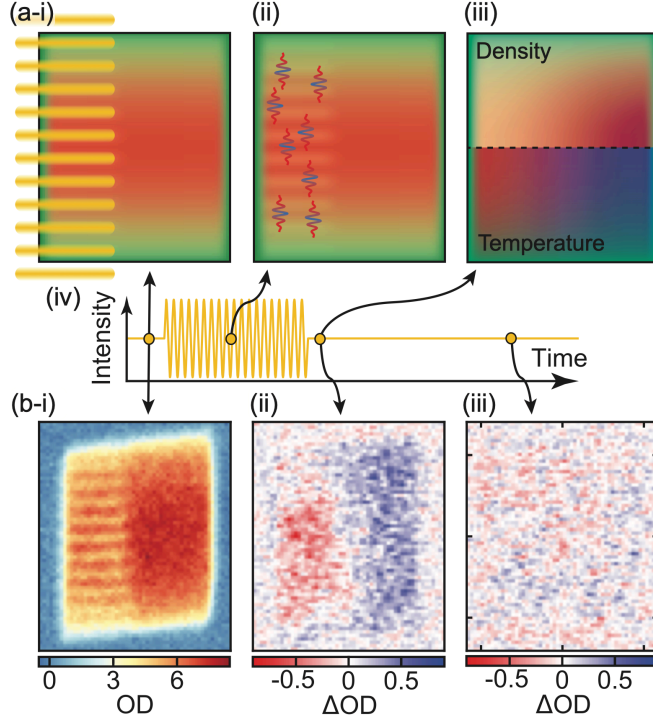 (a-i)
(ii)
(iii)
Density
Temperature
(iv)
Intensity
Time
(b-i)
(ii)
(iii)
0 3 6
OD
-0.5 0 0.5
ΔOD
-0.5 0 0.5
ΔOD